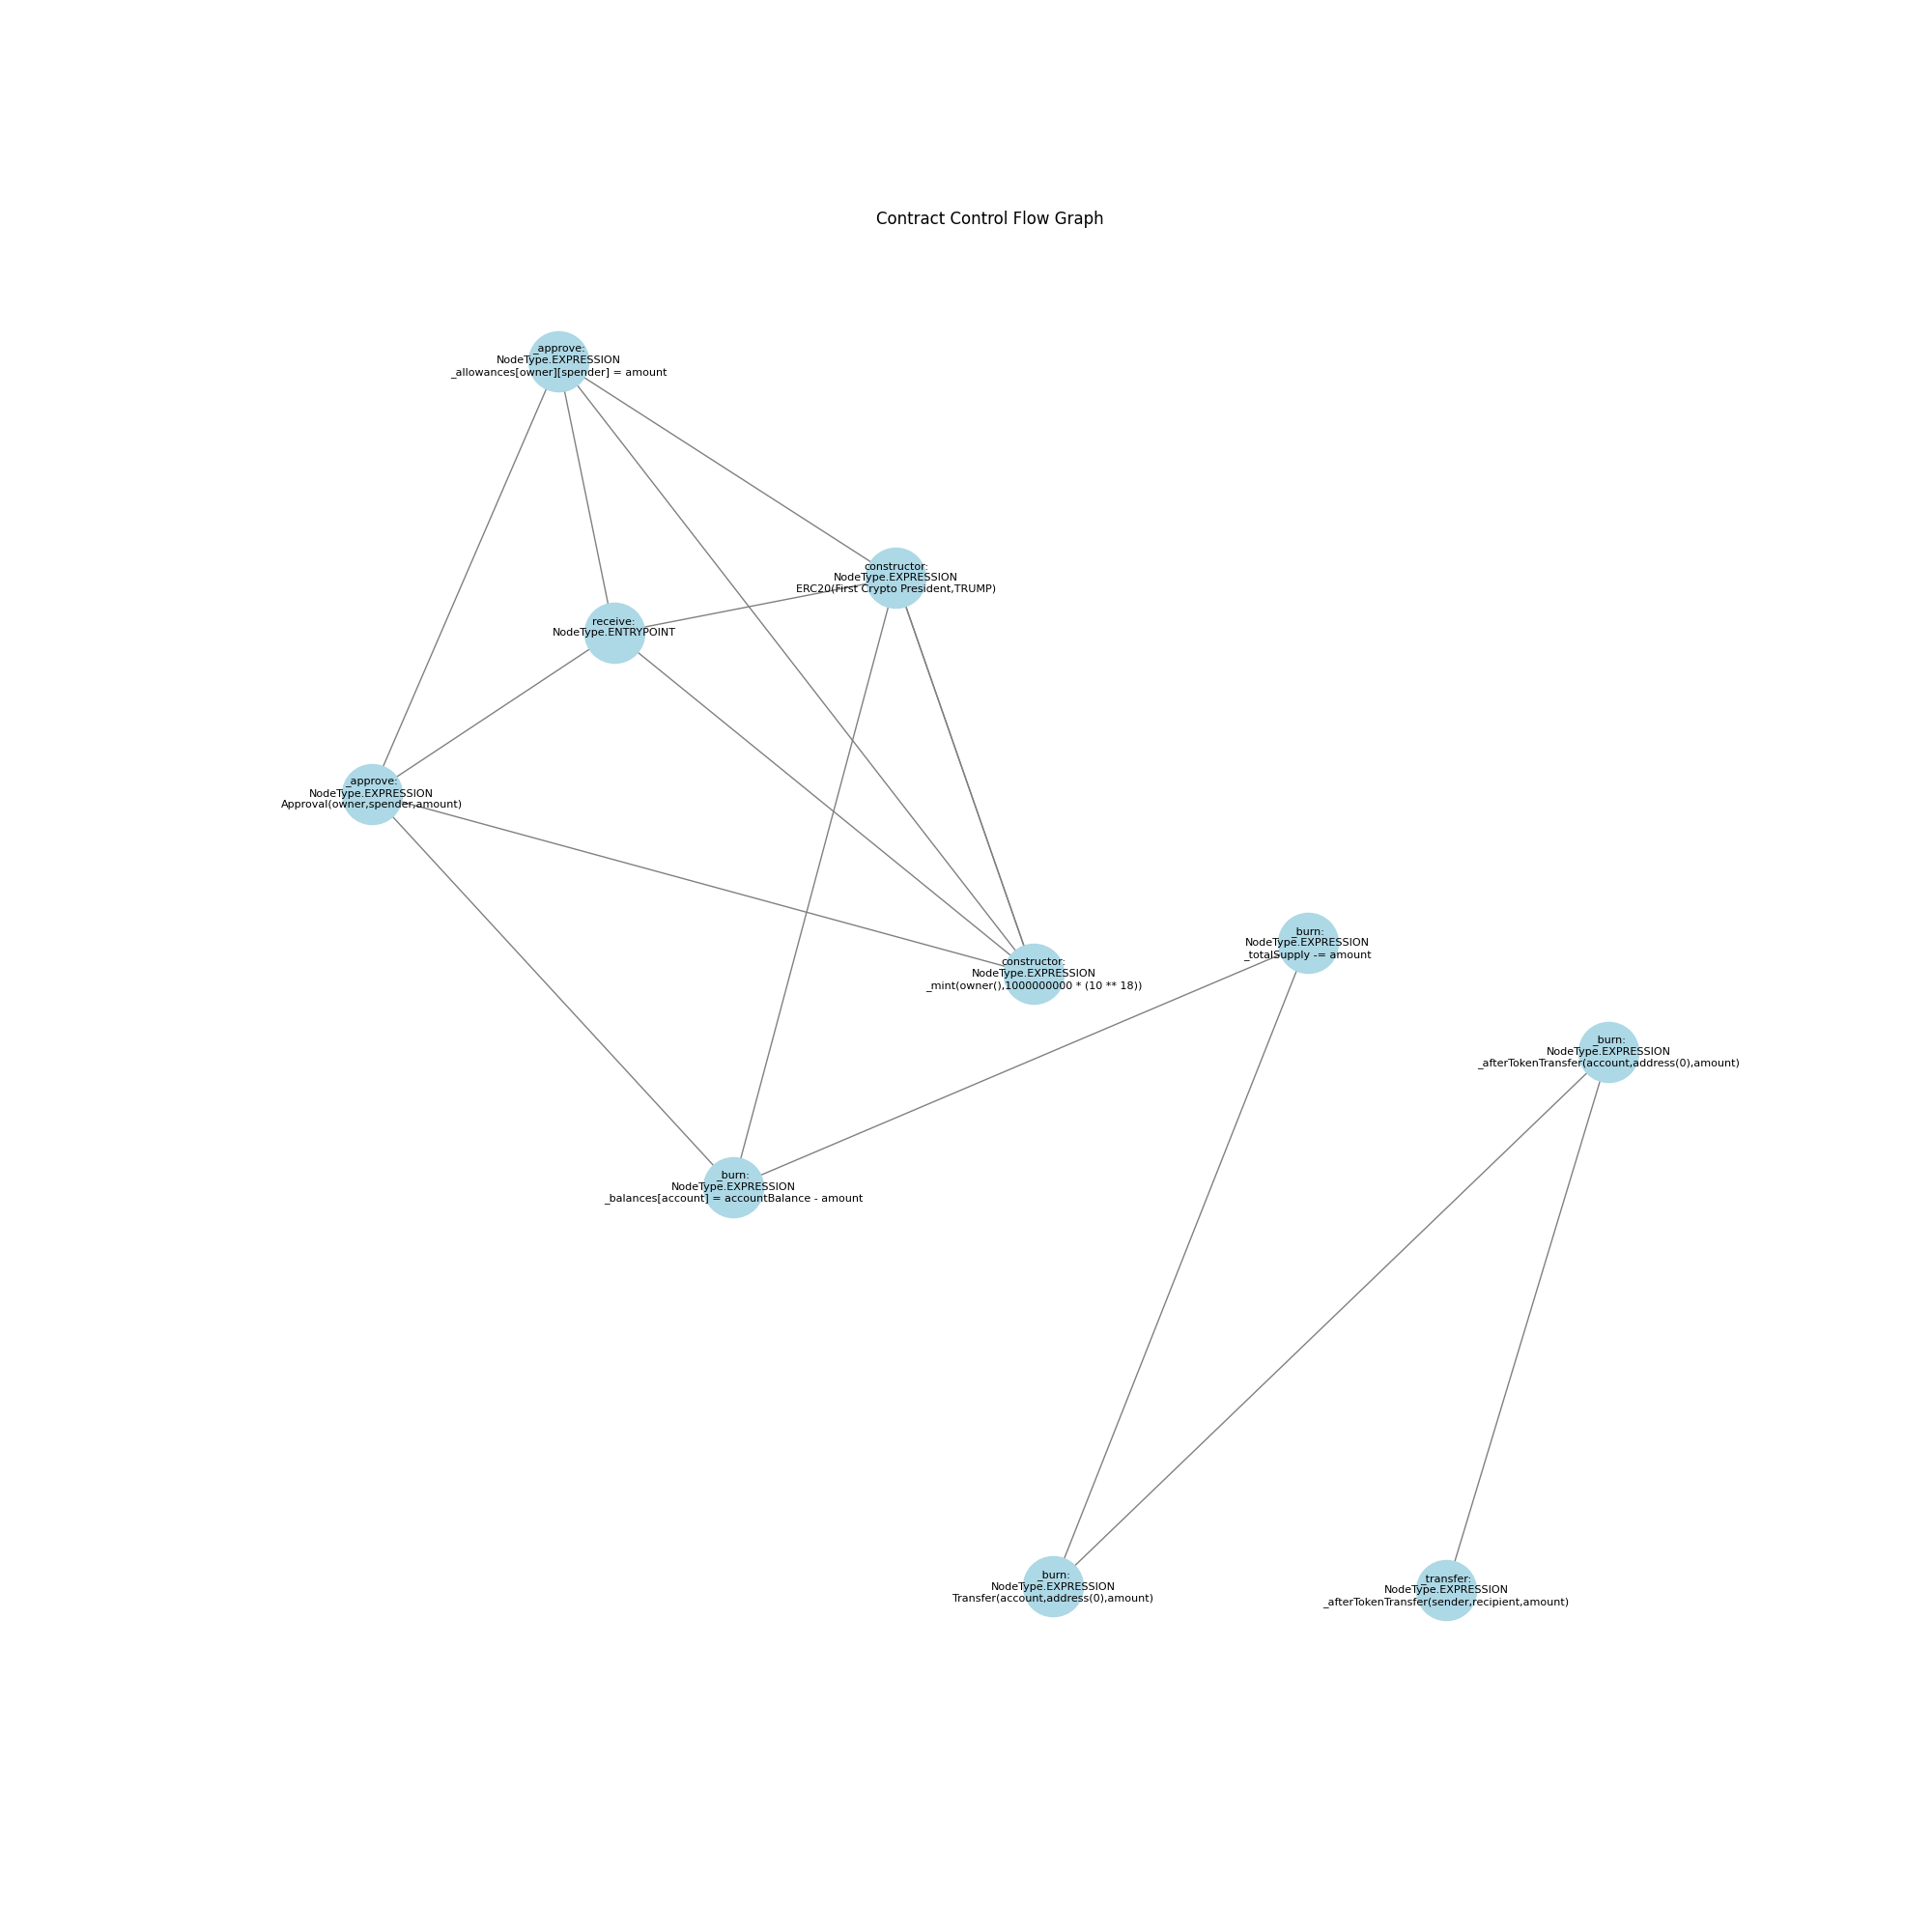 Contract Control Flow Graph
_approve:
NodeType.EXPRESSION
_allowances[owner][spender] = amount
constructor:
NodeType.EXPRESSION
ERC20(First Crypto President,TRUMP)
receive:
NodeType.ENTRYPOINT
_approve:
NodeType.EXPRESSION
Approval(owner,spender,amount)
_burn:
NodeType.EXPRESSION
_totalSupply -= amount
constructor:
NodeType.EXPRESSION
_mint(owner(),1000000000 * (10 ** 18))
_burn:
NodeType.EXPRESSION
_afterTokenTransfer(account,address(0),amount)
_burn:
NodeType.EXPRESSION
_balances[account] = accountBalance - amount
_burn:
NodeType.EXPRESSION
Transfer(account,address(0),amount)
_transfer:
NodeType.EXPRESSION
_afterTokenTransfer(sender,recipient,amount)